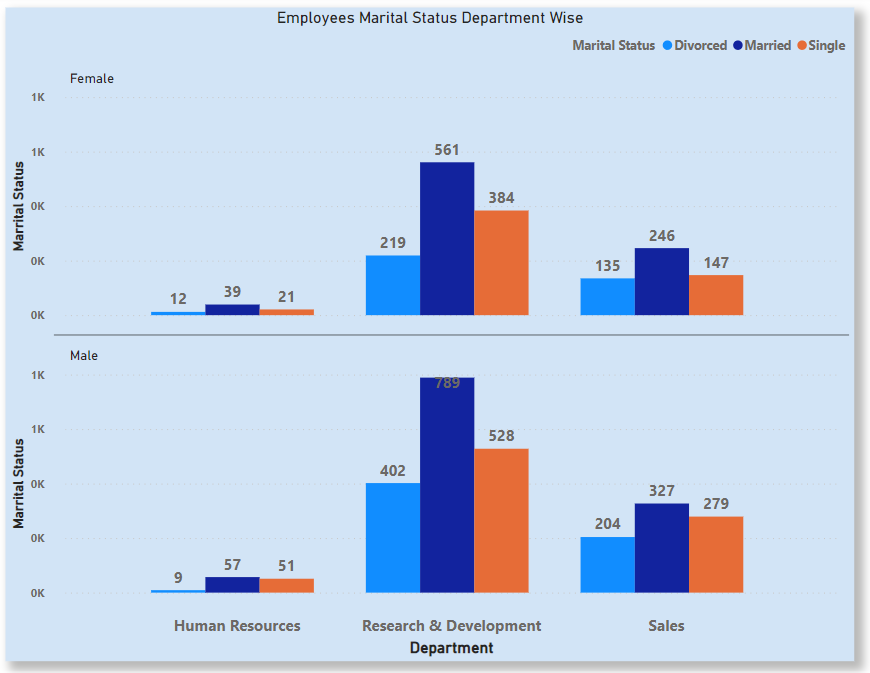 Employees Marital Status Department Wise
Marital Status Divorced Married Single
Female
Marrital Status
1K
1K
0K
0K
0K
12 39 21
219 561 384
135 246 147
Male
Marrital Status
1K
1K
0K
0K
0K
9 57 51
402 789 528
204 327 279
Human Resources Research & Development Sales
Department